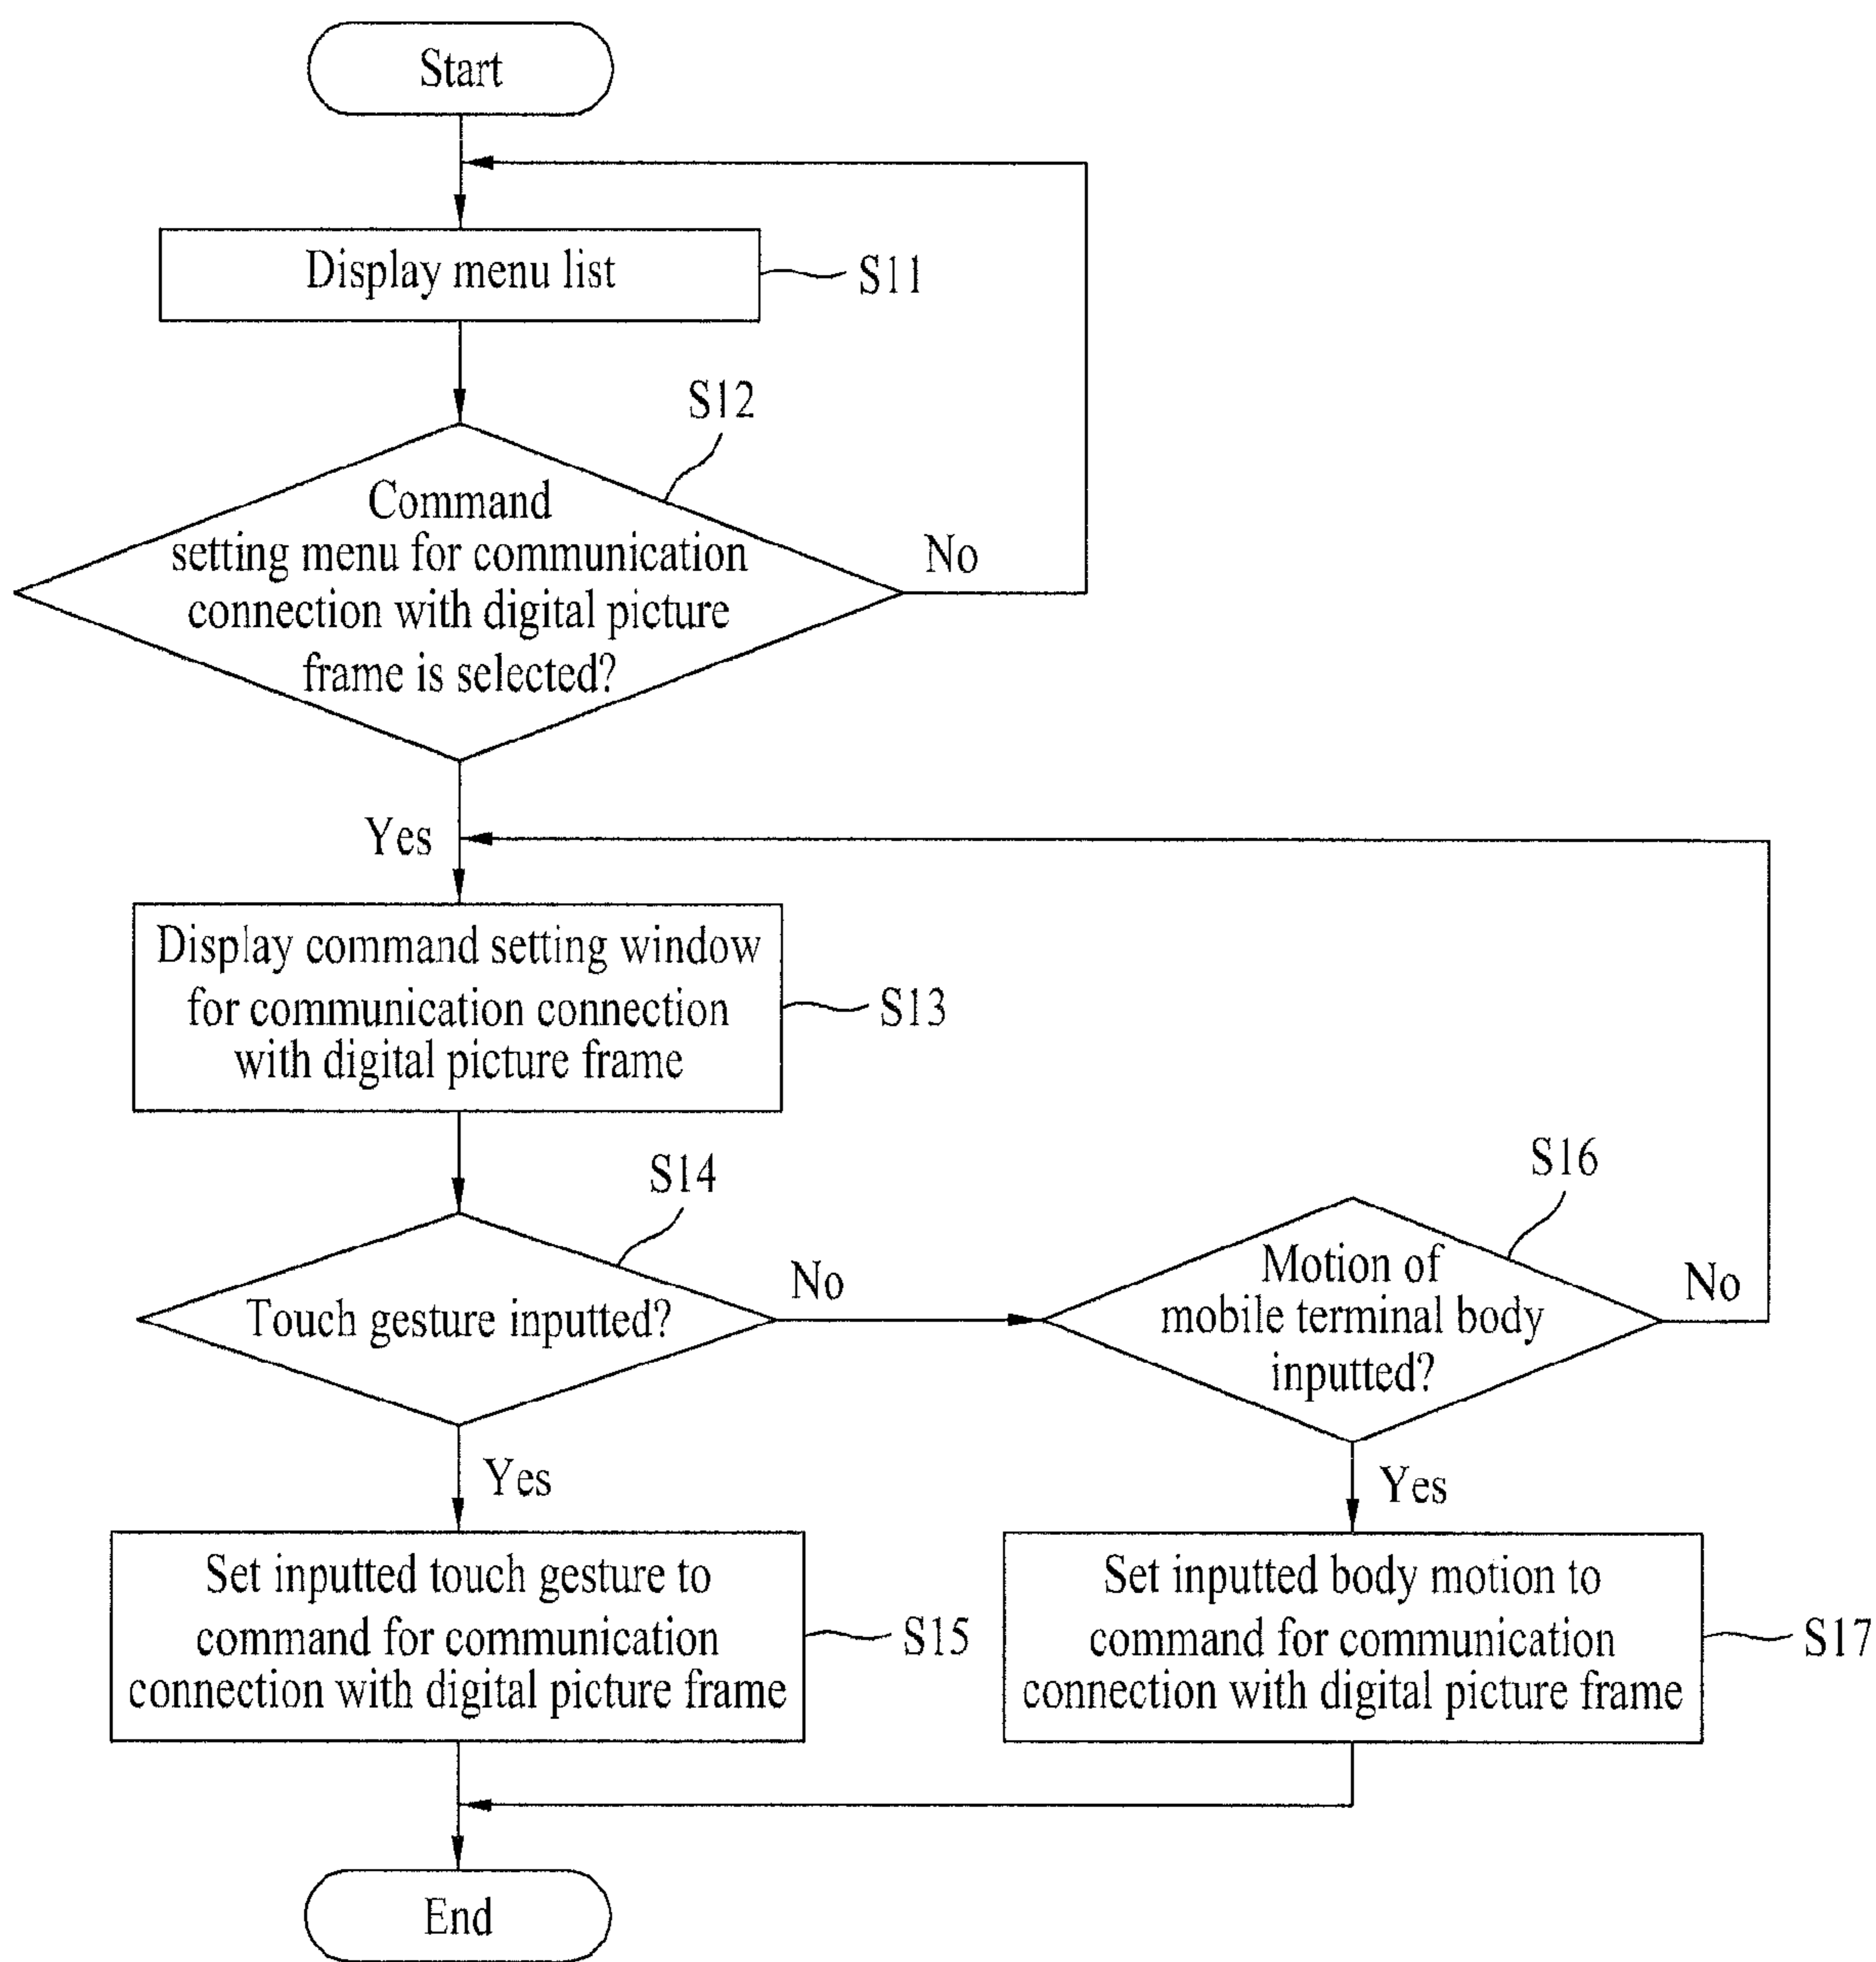 Start
Display menu list
S11
S12
Command
setting menu for communication
connection with digital picture
frame is selected?
No
Yes
Display command setting window
for communication connection
with digital picture frame
S13
S14
Touch gesture inputted?
No
S16
Motion of
mobile terminal body
inputted?
No
Yes
Yes
Set inputted touch gesture to
command for communication
connection with digital picture frame
S15
Set inputted body motion to
command for communication
connection with digital picture frame
S17
End